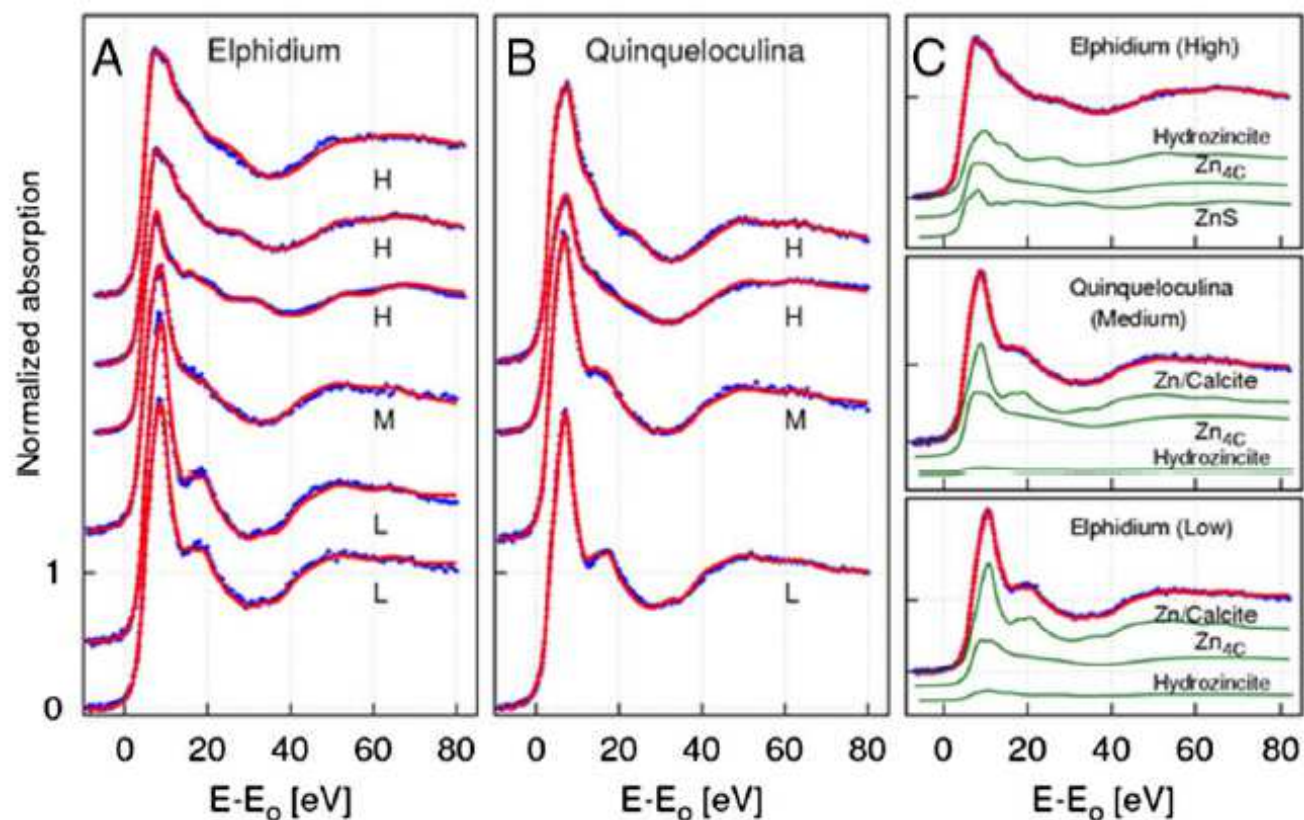 A
Elphidium
H
H
H
M
L
L
Normalized absorption
1
0
0 20 40 60 80
E-Eo [eV]
B
Quinqueloculina
H
H
M
L
0 20 40 60 80
E-Eo [eV]
C
Elphidium (High)
Hydrozincite
Zn4C
ZnS
Quinqueloculina
(Medium)
Zn/Calcite
Zn4C
Hydrozincite
Elphidium (Low)
Zn/Calcite
Zn4C
Hydrozincite
0 20 40 60 80
E-Eo [eV]